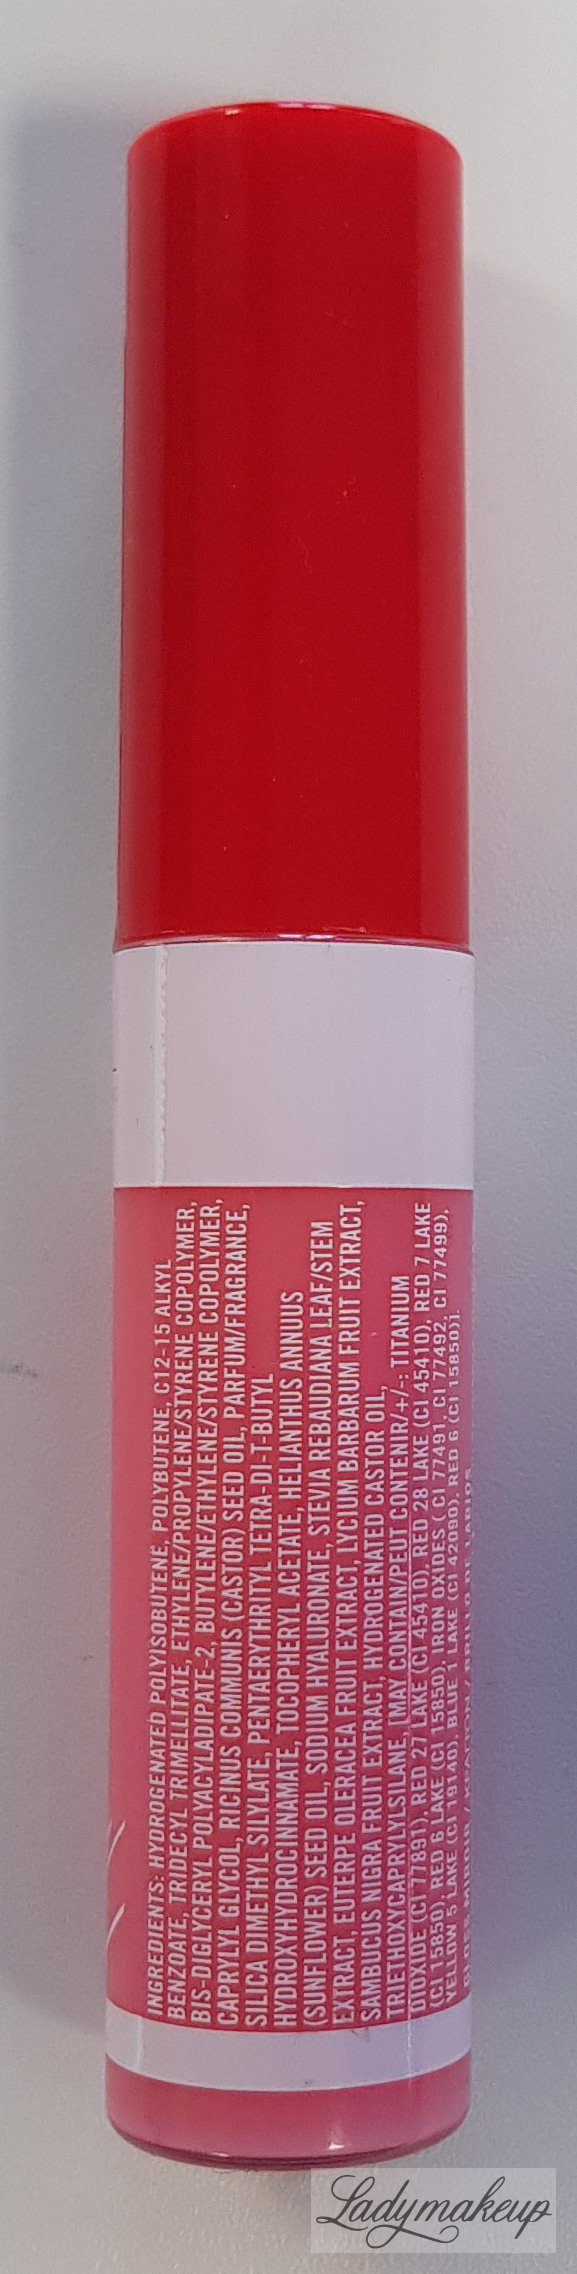 INGREDIENTS: HYDROGENATED POLYISOBUTENE, POLYBUTENE, C12-15 ALKYL
BENZOATE, TRIDECYL TRIMELLITATE, ETHYLENE/PROPYLENE/STYRENE COPOLYMER,
BIS-DIGLYCERYL POLYACYLADIPATE-2, BUTYLENE/ETHYLENE/STYRENE COPOLYMER,
CAPRYLYL GLYCOL, RICINUS COMMUNIS (CASTOR) SEED OIL, PARFUM/FRAGRANCE,
SILICA DIMETHYL SILYLATE, PENTAERYTHRITYL TETRA-DI-T-BUTYL
HYDROXYHYDROCINNAMATE, TOCOPHERYL ACETATE, HELIANTHUS ANNUUS
(SUNFLOWER) SEED OIL, SODIUM HYALURONATE, STEVIA REBAUDIANA LEAF/STEM
EXTRACT, EUTERPE OLERACEA FRUIT EXTRACT, LYCIUM BARBARUM FRUIT EXTRACT,
SAMBUCUS NIGRA FRUIT EXTRACT, HYDROGENATED CASTOR OIL,
TRIETHOXYCAPRYLYLSILANE, [MAY CONTAIN/PEUT CONTENIR/+/-: TITANIUM
DIOXIDE (CI 77891), RED 27 LAKE (CI 45410), RED 28 LAKE (CI 45410), RED 7 LAKE
(CI 15850), RED 6 LAKE (CI 15850), IRON OXIDES ( CI 77491, CI 77492, CI 77499),
YELOW 5 LAKE (CI 19140), BLUE 1 LAKE (CI 42090), RED 6 (CI 15850)].
Ladymakeup